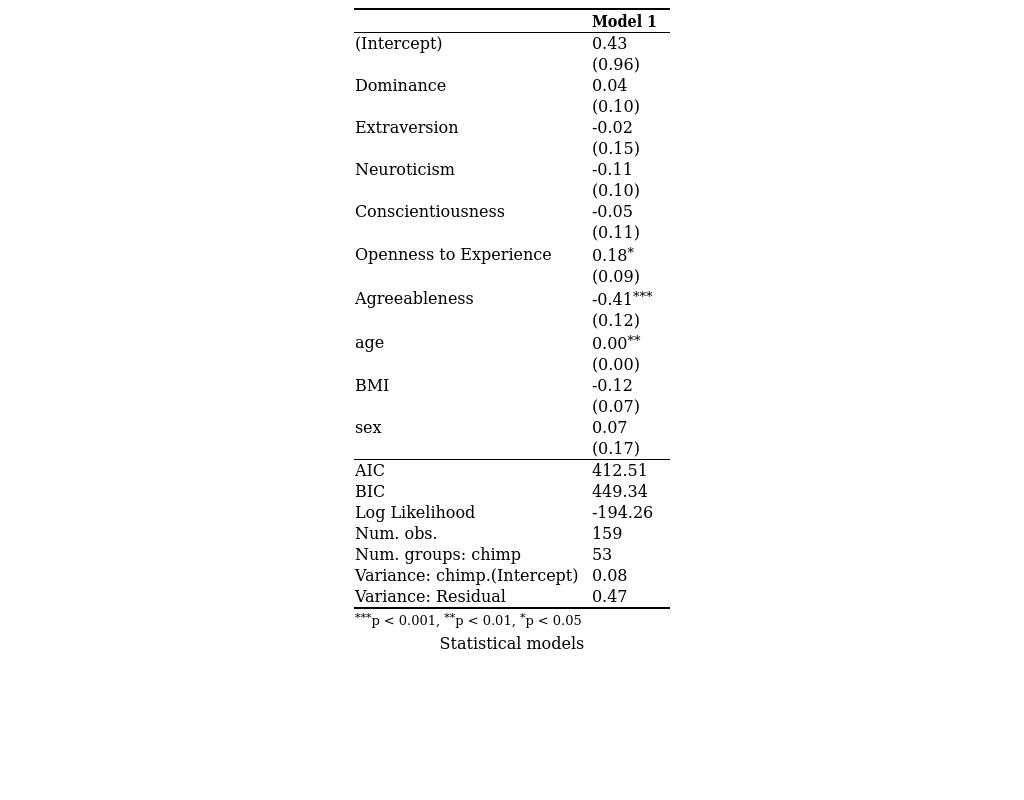 Model 1
(Intercept) 0.43
(0.96)
Dominance 0.04
(0.10)
Extraversion -0.02
(0.15)
Neuroticism -0.11
(0.10)
Conscientiousness -0.05
(0.11)
Openness to Experience 0.18*
(0.09)
Agreeableness -0.41***
(0.12)
age 0.00**
(0.00)
BMI -0.12
(0.07)
sex 0.07
(0.17)
AIC 412.51
BIC 449.34
Log Likelihood -194.26
Num. obs. 159
Num. groups: chimp 53
Variance: chimp.(Intercept) 0.08
Variance: Residual 0.47
***p < 0.001, **p < 0.01, *p < 0.05
Statistical models